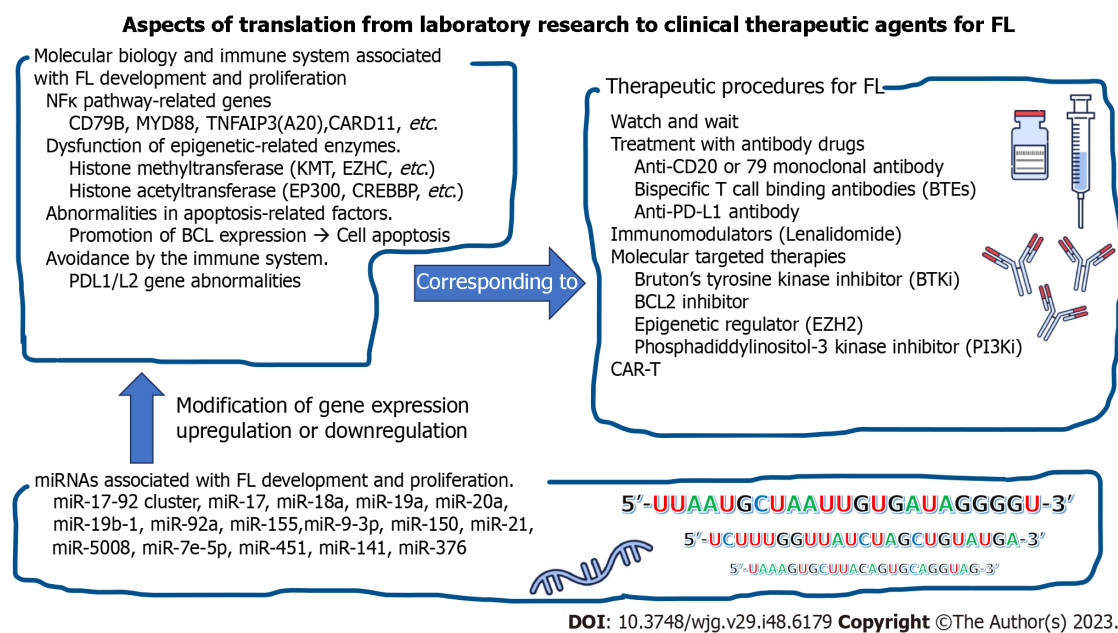 Aspects of translation from laboratory research to clinical therapeutic agents for FL
Molecular biology and immune system associated
with FL development and proliferation
NFκ pathway-related genes
CD79B, MYD88, TNFAIP3(A20),CARD11, etc.
Dysfunction of epigenetic-related enzymes.
Histone methyltransferase (KMT, EZHC, etc.)
Histone acetyltransferase (EP300, CREBBP, etc.)
Abnormalities in apoptosis-related factors.
Promotion of BCL expression → Cell apoptosis
Avoidance by the immune system.
PDL1/L2 gene abnormalities
Corresponding to
Therapeutic procedures for FL
Watch and wait
Treatment with antibody drugs
Anti-CD20 or 79 monoclonal antibody
Bispecific T call binding antibodies (BTEs)
Anti-PD-L1 antibody
Immunomodulators (Lenalidomide)
Molecular targeted therapies
Bruton’s tyrosine kinase inhibitor (BTKi)
BCL2 inhibitor
Epigenetic regulator (EZH2)
Phosphadiddylinositol-3 kinase inhibitor (PI3Ki)
CAR-T
Modification of gene expression
upregulation or downregulation
miRNAs associated with FL development and proliferation.
miR-17-92 cluster, miR-17, miR-18a, miR-19a, miR-20a,
miR-19b-1, miR-92a, miR-155,miR-9-3p, miR-150, miR-21,
miR-5008, miR-7e-5p, miR-451, miR-141, miR-376
5′-UUAAUGCUAAUUGUGAUAGGGGU-3′
5′-UCUUUGGUUAUCUAGCUGUAUGA-3′
5′-UAAAGUGCUUACAGUGCAGGUAG-3′
DOI: 10.3748/wjg.v29.i48.6179 Copyright ©The Author(s) 2023.